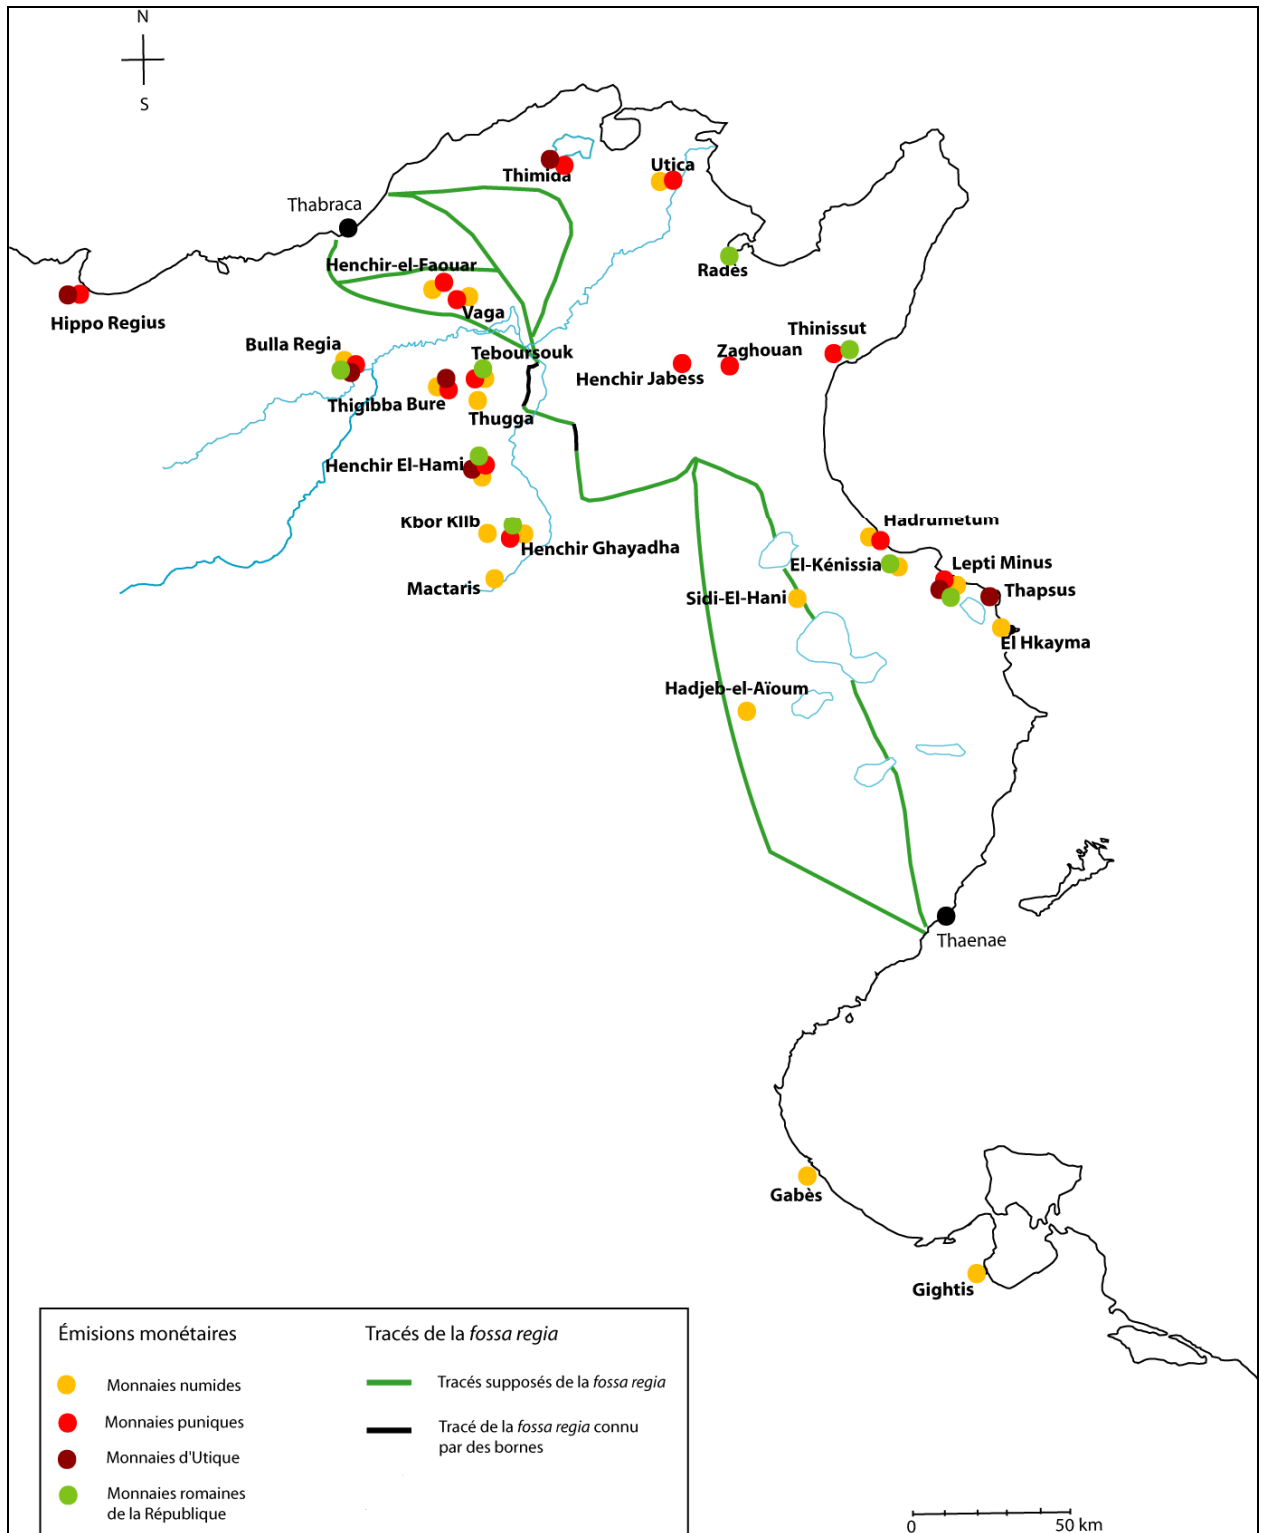 N
S
Thimida
Utica
Thabraca
Henchir-el-Faouar
Radès
Vaga
Hippo Regius
Bulla Regia
Thinissut
Teboursouk
Zaghouan
Henchir Jabess
Thigibba Bure
Thugga
Henchir El-Hami
Kbor Klib
Hadrumetum
Henchir Ghayadha
El-Kénissia
Lepti Minus
Mactaris
Sidi-El-Hani
Thapsus
El Hkayma
Hadjeb-el-Aïoum
Thaenae
Gabès
Gightis
Émisions monétaires
Monnaies numides
Monnaies puniques
Monnaies d'Utique
Monnaies romaines
de la République
Tracés de la fossa regia
Tracés supposés de la fossa regia
Tracé de la fossa regia connu
par des bornes
0 50 km